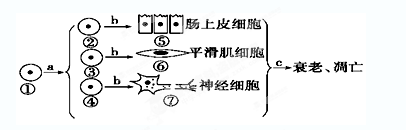 b 肠上皮细胞
② ⑤
a b 平滑肌细胞 c 衰老、凋亡
① ③ ⑥
b 神经细胞
④ ⑦